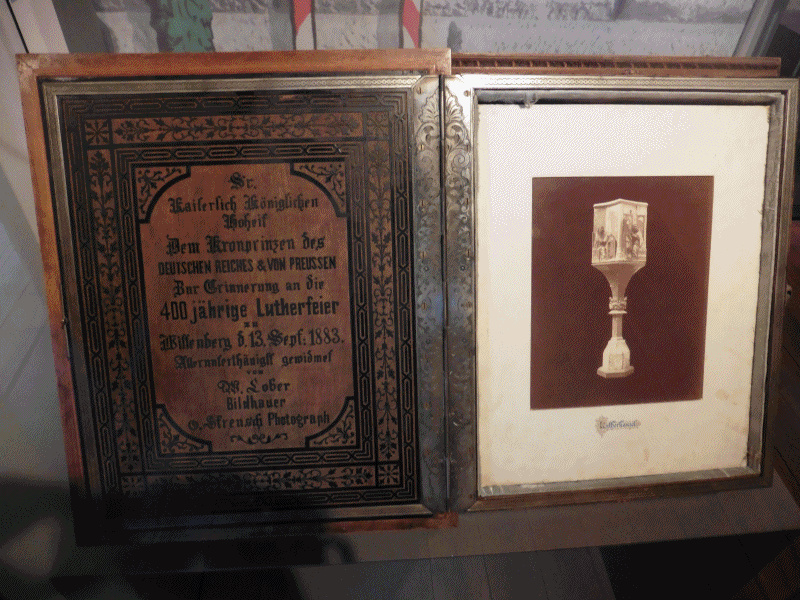 Sr.
Kaiserlich Königlichen
Hoheit
Dem Kronprinzen des
DEUTSCHEN REICHES & VON PREUSSEN
Zur Erinnerung an die
400 jährige Lutherfeier
zu
Wittenberg d. 13. Sept: 1883.
Allerunterthänigst gewidmet
von
W. Lober
Bildhauer
O. Strensch Photograph